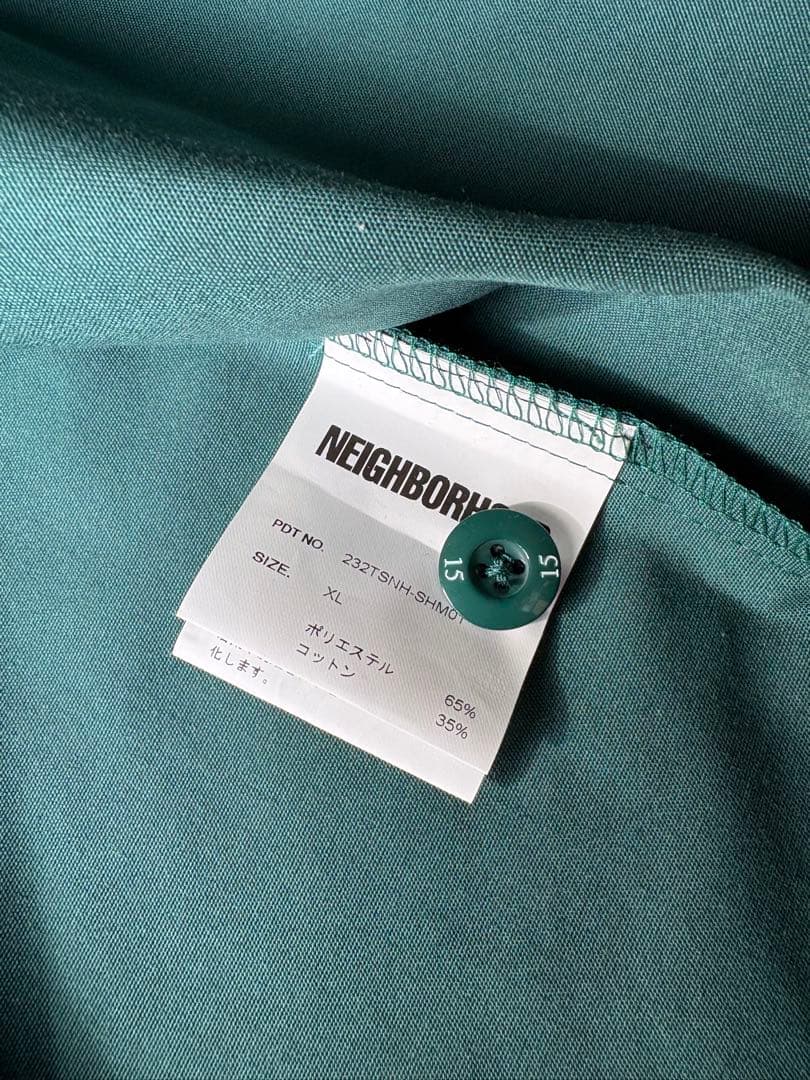 NEIGHBORHOOD
PDT NO. 232TSNH-SHM01
SIZE. XL
ポリエステル 65%
コットン 35%
化します。
15 15